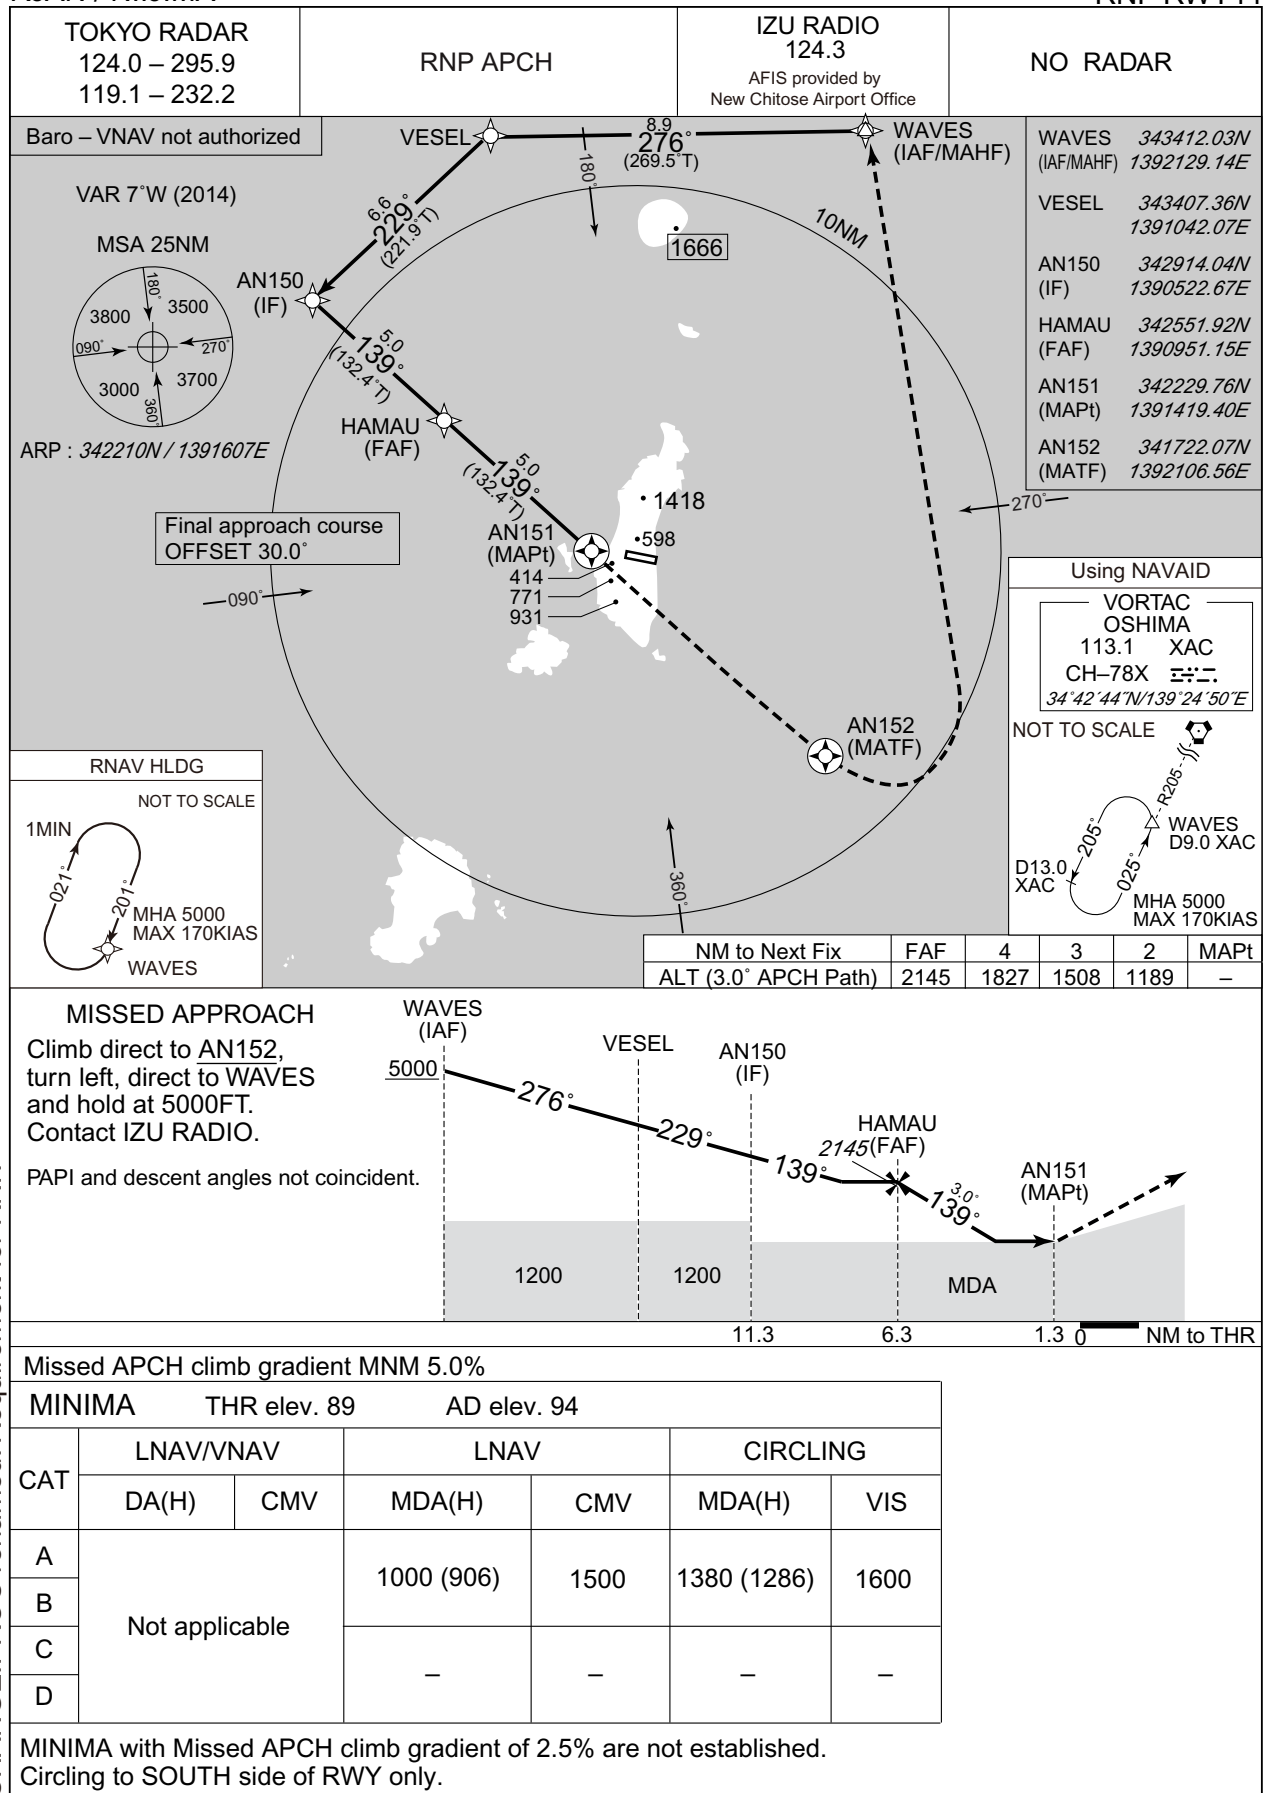 TOKYO RADAR
124.0 – 295.9
119.1 – 232.2
RNP APCH
IZU RADIO
124.3
AFIS provided by
New Chitose Airport Office
NO RADAR
Baro – VNAV not authorized
VAR 7˚W (2014)
MSA 25NM
180˚
3800
3500
090˚
270˚
3000
3700
360˚
ARP : 342210N / 1391607E
VESEL
8.9
276˚
(269.5˚T)
WAVES
(IAF/MAHF)
180˚
6.6
229˚
(221.9˚T)
10NM
1666
AN150
(IF)
5.0
139˚
(132.4˚T)
HAMAU
(FAF)
5.0
139˚
(132.4˚T)
Final approach course
OFFSET 30.0˚
AN151
(MAPt)
1418
598
414
771
931
090˚
270˚
360˚
AN152
(MATF)
WAVES 343412.03N
(IAF/MAHF) 1392129.14E
VESEL 343407.36N
1391042.07E
AN150 342914.04N
(IF) 1390522.67E
HAMAU 342551.92N
(FAF) 1390951.15E
AN151 342229.76N
(MAPt) 1391419.40E
AN152 341722.07N
(MATF) 1392106.56E
Using NAVAID
VORTAC
OSHIMA
113.1 XAC
CH–78X
34˚42´44˝N/139˚24´50˝E
NOT TO SCALE
R205
WAVES
D9.0 XAC
205˚
025˚
D13.0
XAC
MHA 5000
MAX 170KIAS
RNAV HLDG
NOT TO SCALE
1MIN
021˚
201˚
MHA 5000
MAX 170KIAS
WAVES
NM to Next Fix FAF 4 3 2 MAPt
ALT (3.0˚ APCH Path) 2145 1827 1508 1189 –
MISSED APPROACH
Climb direct to AN152,
turn left, direct to WAVES
and hold at 5000FT.
Contact IZU RADIO.
PAPI and descent angles not coincident.
WAVES
(IAF)
5000
276˚
VESEL
229˚
AN150
(IF)
139˚
2145
HAMAU
(FAF)
3.0˚
139˚
AN151
(MAPt)
1200
1200
MDA
11.3 6.3 1.3 0 NM to THR
Missed APCH climb gradient MNM 5.0%
MINIMA THR elev. 89 AD elev. 94
CAT LNAV/VNAV LNAV CIRCLING
DA(H) CMV MDA(H) CMV MDA(H) VIS
A
B
Not applicable
1000 (906) 1500 1380 (1286) 1600
C
D
– – – –
MINIMA with Missed APCH climb gradient of 2.5% are not established.
Circling to SOUTH side of RWY only.